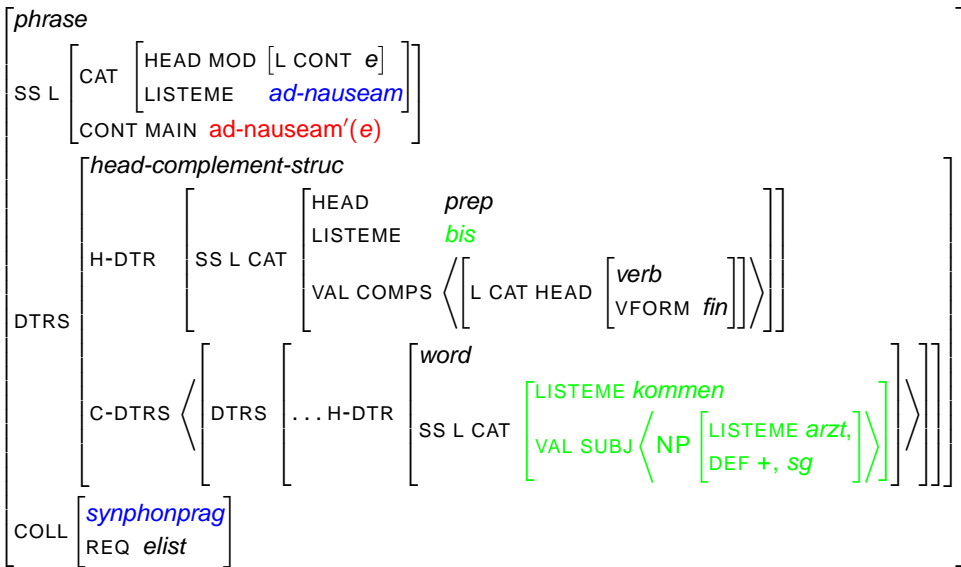 phrase
SS L CAT HEAD MOD [L CONT e]
LISTEME ad-nauseam
CONT MAIN ad-nauseam′(e)
DTRS head-complement-struc
H-DTR SS L CAT HEAD prep
LISTEME bis
VAL COMPS ⟨[L CAT HEAD [verb
VFORM fin]]⟩
C-DTRS ⟨[DTRS [...H-DTR [word
SS L CAT [LISTEME kommen
VAL SUBJ ⟨NP [LISTEME arzt,
DEF +, sg]⟩]]]]⟩
COLL [synphonprag
REQ elist]